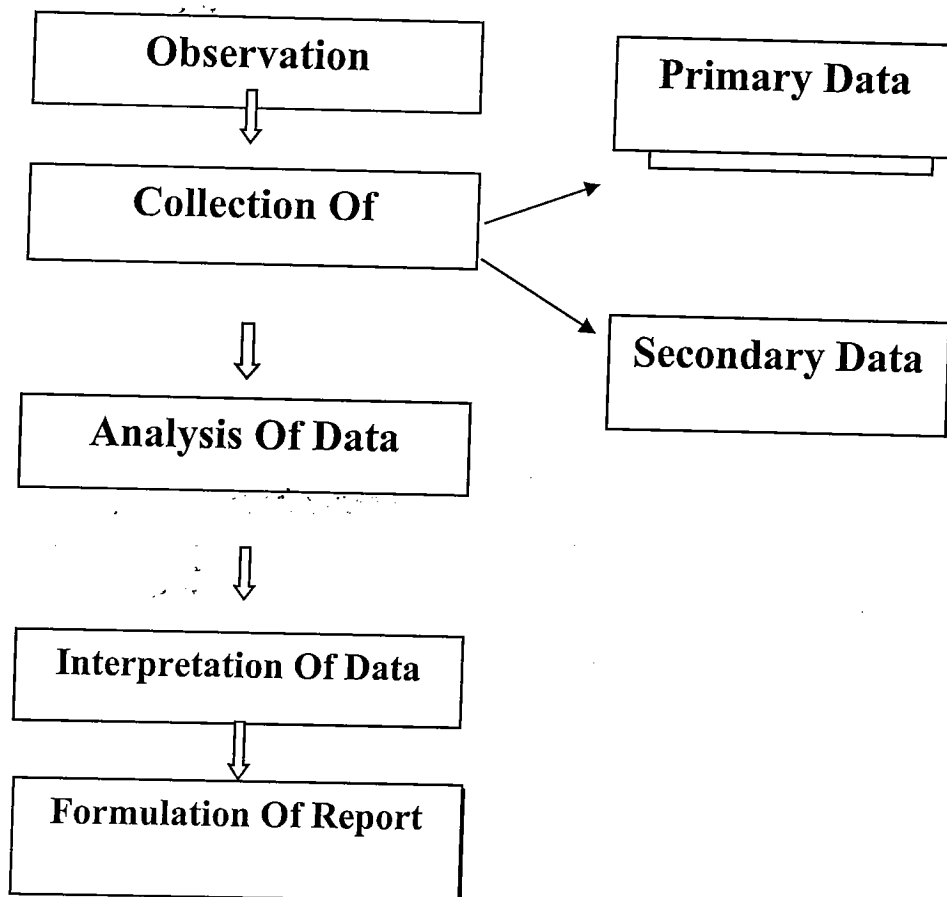 Observation
Primary Data
Collection Of
Secondary Data
Analysis Of Data
Interpretation Of Data
Formulation Of Report